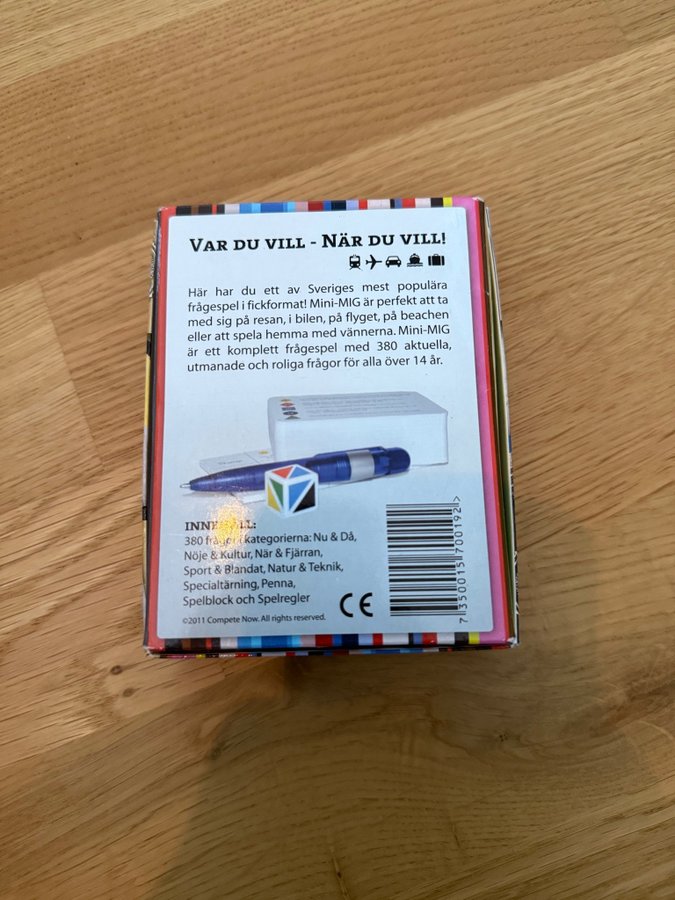 VAR DU VILL - NÄR DU VILL!
Här har du ett av Sveriges mest populära
frågespel i fickformat! Mini-MIG är perfekt att ta
med sig på resan, i bilen, på flyget, på beachen
eller att spela hemma med vännerna. Mini-MIG
är ett komplett frågespel med 380 aktuella,
utmanade och roliga frågor för alla över 14 år.
INNEHÅLL:
380 frågor i kategorierna: Nu & Då,
Nöje & Kultur, När & Fjärran,
Sport & Blandat, Natur & Teknik,
Specialtärning, Penna,
Spelblock och Spelregler
©2011 Compete Now. All rights reserved.
CE
7 350015 700192 >